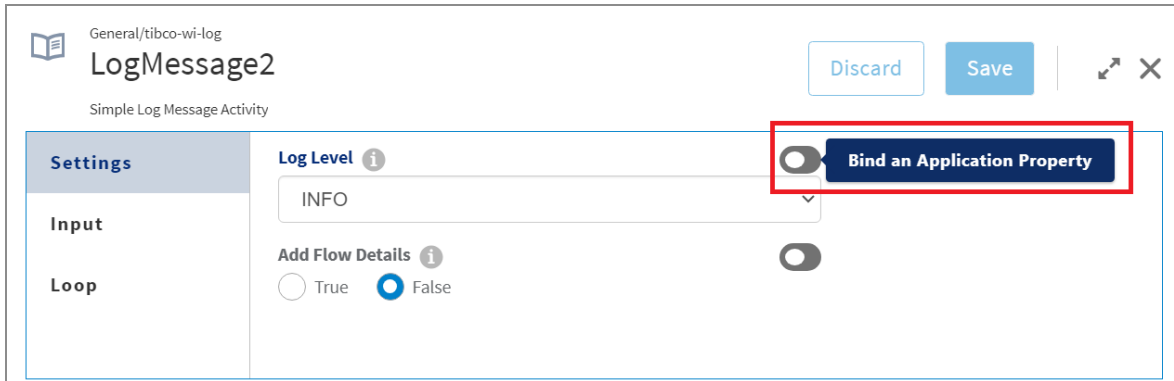 General/tibco-wi-log
LogMessage2
Discard
Save
Simple Log Message Activity
Settings
Log Level
Bind an Application Property
INFO
Input
Add Flow Details
Loop
True
False